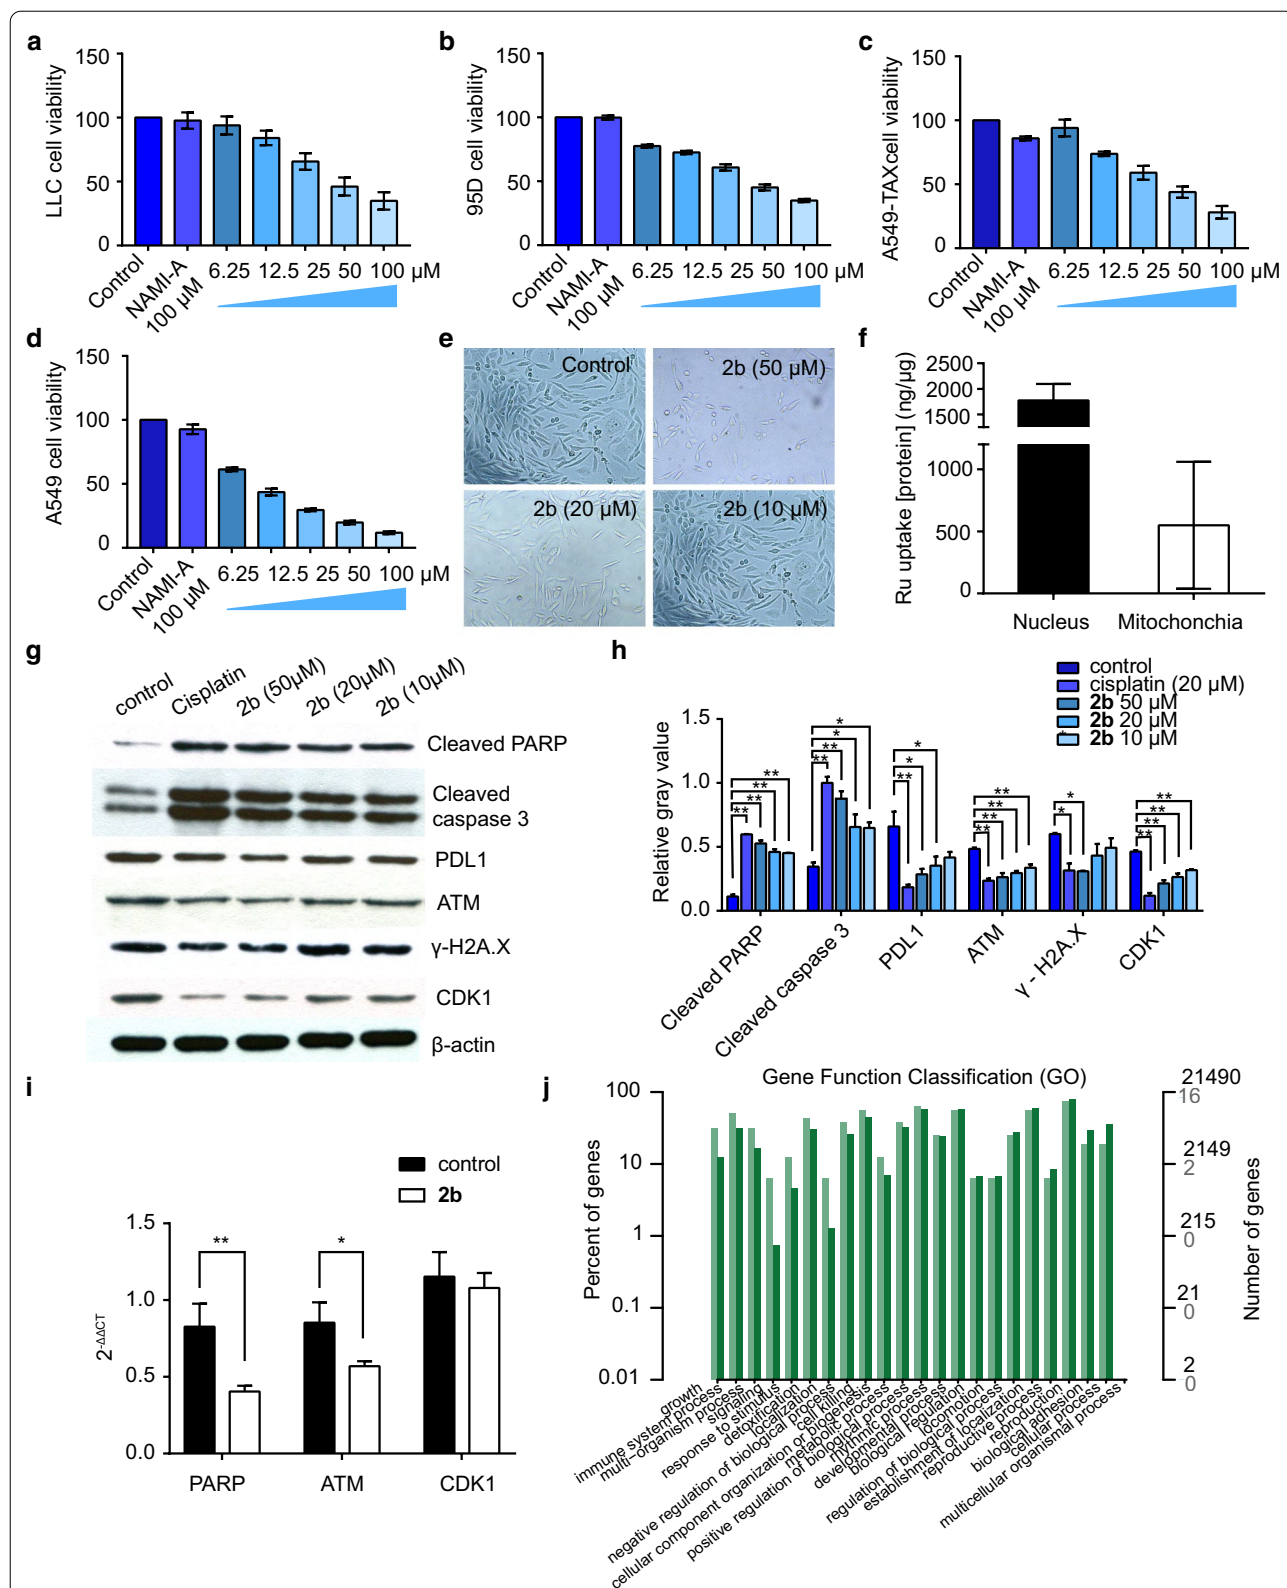 a
150
100
50
0
LLC cell viability
Control
NAMI-A
100 µM
6.25 12.5 25 50 100 µM
b
150
100
50
0
95D cell viability
Control
NAMI-A
100 µM
6.25 12.5 25 50 100 µM
c
150
100
50
0
A549-TAXcell viability
Control
NAMI-A
100 µM
6.25 12.5 25 50 100 µM
d
150
100
50
0
A549 cell viability
Control
NAMI-A
100 µM
6.25 12.5 25 50 100 µM
e
Control
2b (50 µM)
2b (20 µM)
2b (10 µM)
f
2500
2000
1500
1000
500
0
Ru uptake [protein] (ng/µg)
Nucleus Mitochonchia
g
control
Cisplatin
2b (50µM)
2b (20µM)
2b (10µM)
Cleaved PARP
Cleaved
caspase 3
PDL1
ATM
γ-H2A.X
CDK1
β-actin
h
control
cisplatin (20 µM)
2b 50 µM
2b 20 µM
2b 10 µM
1.5
1.0
0.5
0.0
Relative gray value
** ** ** **
** ** * *
** * *
** ** ** **
* *
** ** ** **
Cleaved PARP
Cleaved caspase 3
PDL1
ATM
γ - H2A.X
CDK1
i
control
2b
1.5
1.0
0.5
0.0
2-ΔΔCT
**
*
PARP ATM CDK1
j
Gene Function Classification (GO)
100
10
1
0.1
0.01
Percent of genes
21490
16
2149
2
215
0
21
0
2
0
Number of genes
growth
immune system process
multi−organism process
signaling
response to stimulus
detoxification
localization
negative regulation of biological process
cell killing
cellular component organization or biogenesis
metabolic process
positive regulation of biological process
rhythmic process
developmental process
biological regulation
locomotion
regulation of biological process
establishment of localization
reproductive process
reproduction
biological adhesion
cellular process
multicellular organismal process